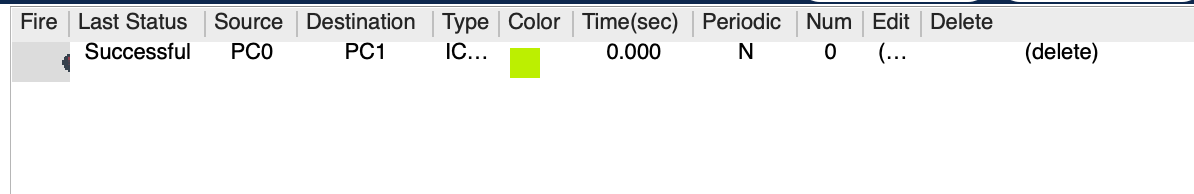 Fire Last Status Source Destination Type Color Time(sec) Periodic Num Edit Delete
Successful PC0 PC1 IC... 0.000 N 0 (... (delete)